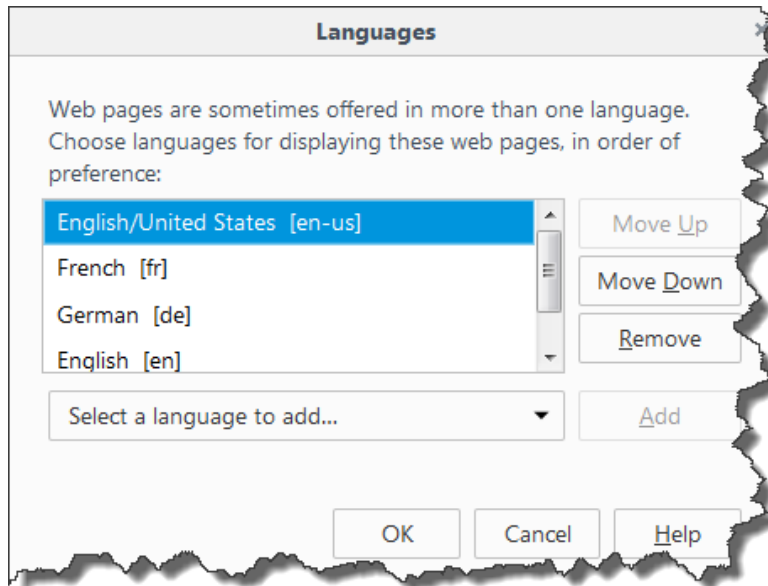 Languages
Web pages are sometimes offered in more than one language.
Choose languages for displaying these web pages, in order of
preference:
English/United States [en-us]
French [fr]
German [de]
English [en]
Move Up
Move Down
Remove
Select a language to add...
Add
OK
Cancel
Help